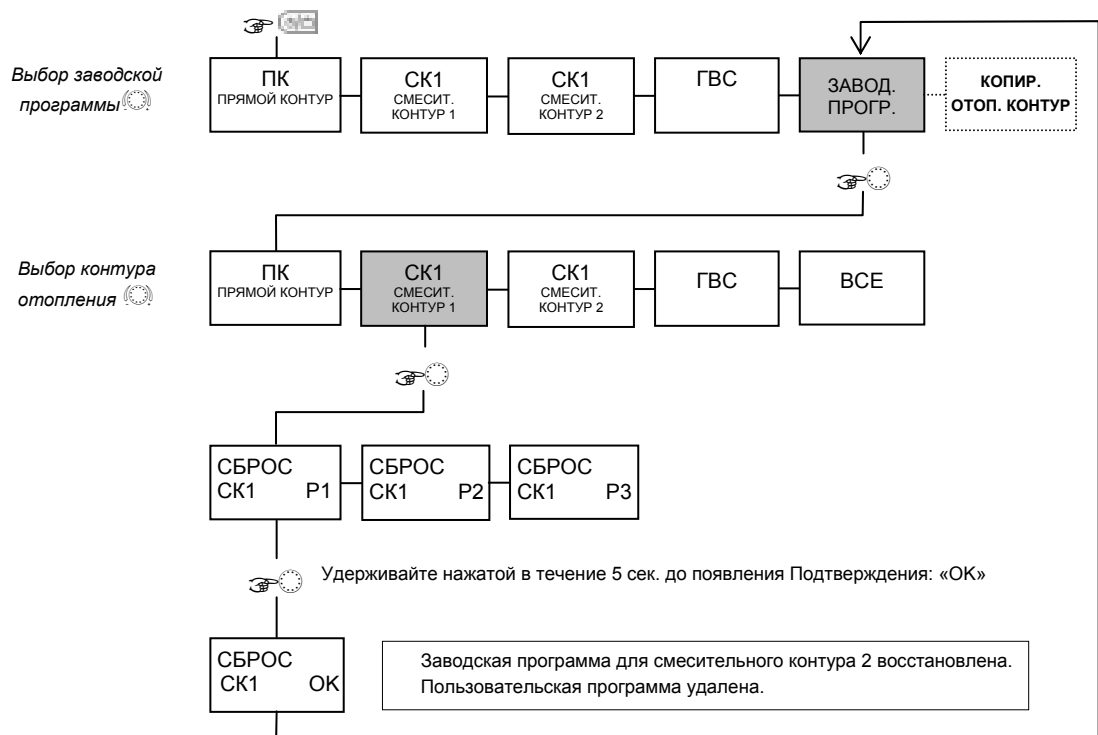 Выбор заводской
программы
ПК
ПРЯМОЙ КОНТУР
СК1
СМЕСИТ.
КОНТУР 1
СК1
СМЕСИТ.
КОНТУР 2
ГВС
ЗАВОД.
ПРОГР.
КОПИР.
ОТОП. КОНТУР
Выбор контура
отопления
ПК
ПРЯМОЙ КОНТУР
СК1
СМЕСИТ.
КОНТУР 1
СК1
СМЕСИТ.
КОНТУР 2
ГВС
ВСЕ
СБРОС
СК1 P1
СБРОС
СК1 P2
СБРОС
СК1 P3
Удерживайте нажатой в течение 5 сек. до появления Подтверждения: «OK»
СБРОС
СК1 OK
Заводская программа для смесительного контура 2 восстановлена.
Пользовательская программа удалена.